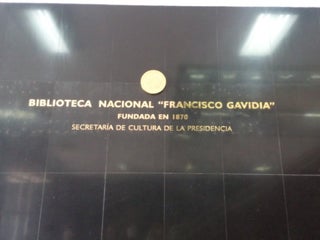 BIBLIOTECA NACIONAL "FRANCISCO GAVIDIA"
FUNDADA EN 1870
SECRETARÍA DE CULTURA DE LA PRESIDENCIA